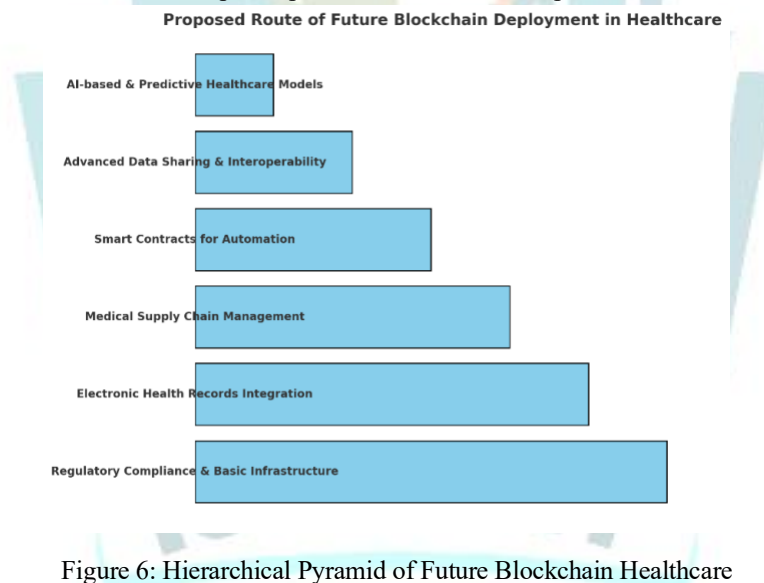 Proposed Route of Future Blockchain Deployment in Healthcare
AI-based & Predictive Healthcare Models
Advanced Data Sharing & Interoperability
Smart Contracts for Automation
Medical Supply Chain Management
Electronic Health Records Integration
Regulatory Compliance & Basic Infrastructure
Figure 6: Hierarchical Pyramid of Future Blockchain Healthcare